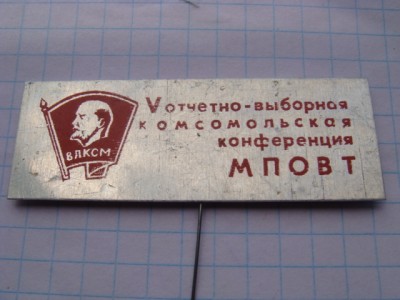 ВЛКСМ
V отчетно-выборная
комсомольская
конференция
МПОВТ